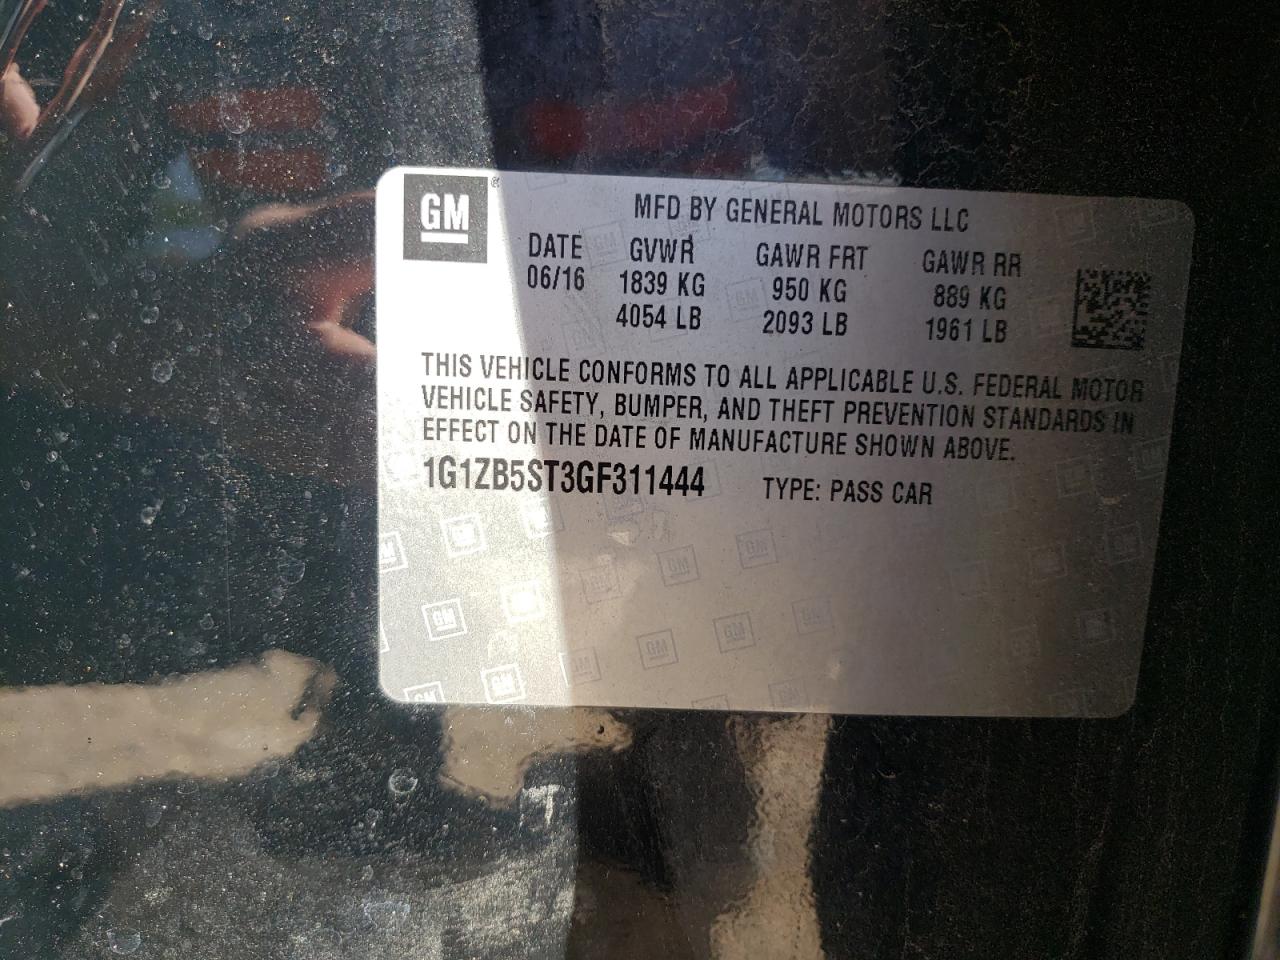 GM®
MFD BY GENERAL MOTORS LLC
DATE GVWR GAWR FRT GAWR RR
06/16 1839 KG 950 KG 889 KG
4054 LB 2093 LB 1961 LB
THIS VEHICLE CONFORMS TO ALL APPLICABLE U.S. FEDERAL MOTOR
VEHICLE SAFETY, BUMPER, AND THEFT PREVENTION STANDARDS IN
EFFECT ON THE DATE OF MANUFACTURE SHOWN ABOVE.
1G1ZB5ST3GF311444 TYPE: PASS CAR